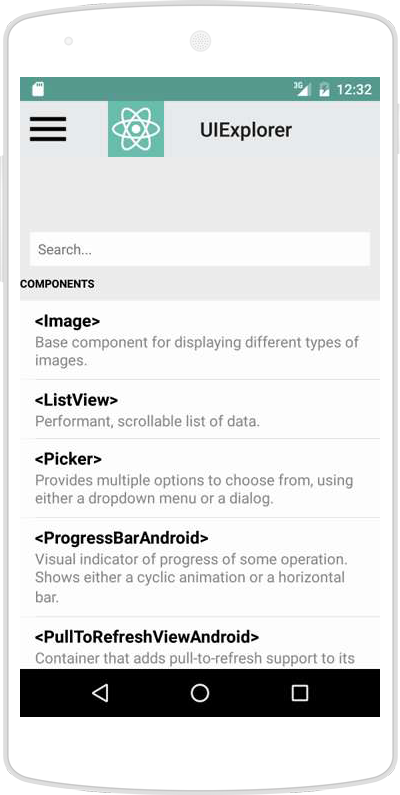 3G 12:32
UIExplorer
Search...
COMPONENTS
<Image>
Base component for displaying different types of
images.
<ListView>
Performant, scrollable list of data.
<Picker>
Provides multiple options to choose from, using
either a dropdown menu or a dialog.
<ProgressBarAndroid>
Visual indicator of progress of some operation.
Shows either a cyclic animation or a horizontal
bar.
<PullToRefreshViewAndroid>
Container that adds pull-to-refresh support to its